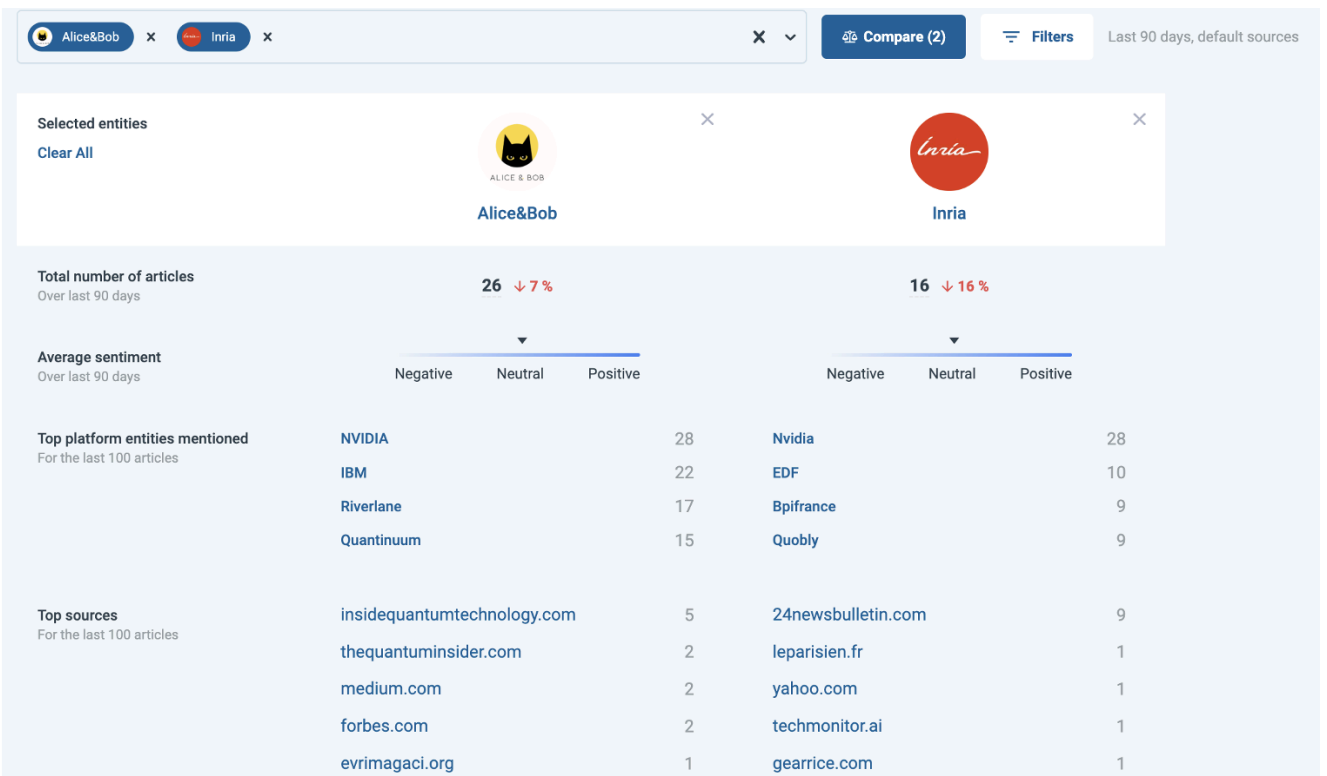 Alice&Bob x Inria x
Compare (2)
Filters
Last 90 days, default sources
Selected entities
Clear All
ALICE & BOB
Alice&Bob
Inria
Inria
Total number of articles
Over last 90 days
26 ↓ 7 %
16 ↓ 16 %
Average sentiment
Over last 90 days
Negative Neutral Positive
Negative Neutral Positive
Top platform entities mentioned
For the last 100 articles
NVIDIA 28
IBM 22
Riverlane 17
Quantinuum 15
Nvidia 28
EDF 10
Bpifrance 9
Quobly 9
Top sources
For the last 100 articles
insidequantumtechnology.com 5
thequantuminsider.com 2
medium.com 2
forbes.com 2
evrimagaci.org 1
24newsbulletin.com 9
leparisien.fr 1
yahoo.com 1
techmonitor.ai 1
gearrice.com 1